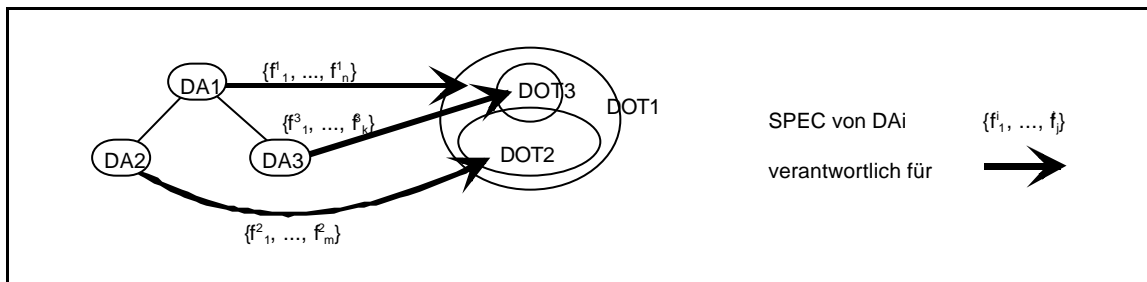 {f¹₁, ..., f¹ₙ}
DA1
DOT3
DOT1
{f³₁, ..., f³ₖ}
SPEC von DAi {fⁱ₁, ..., fⁱⱼ}
DA2
DA3
DOT2
verantwortlich für
{f²₁, ..., f²ₘ}